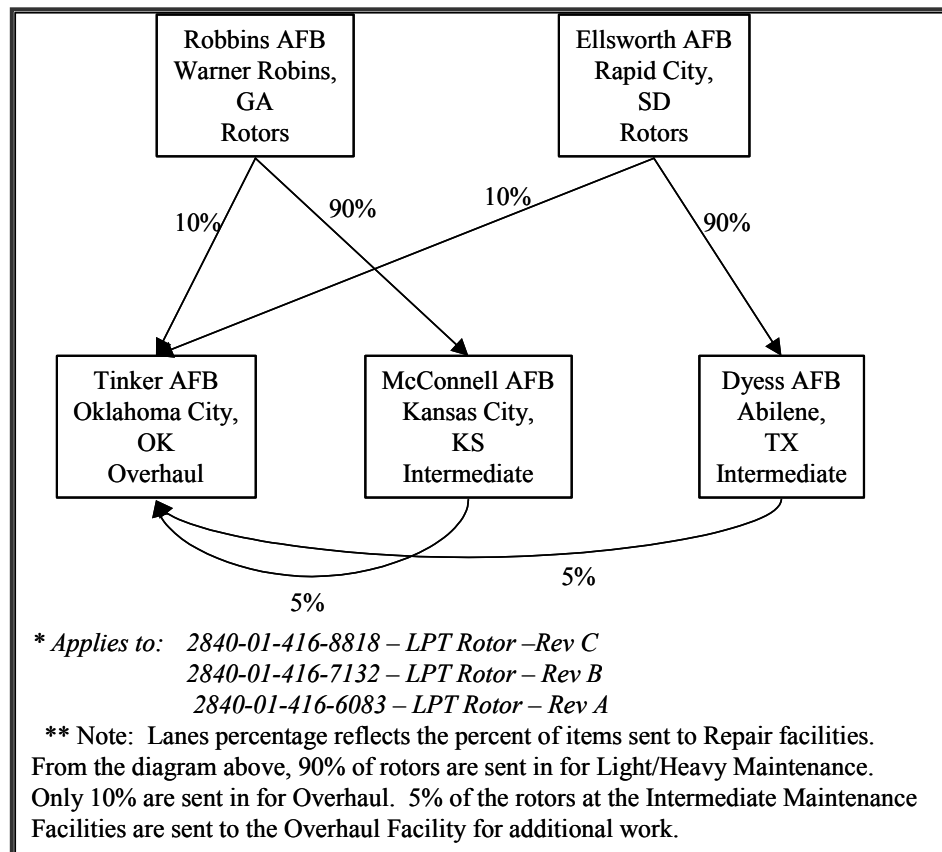 Robbins AFB
Warner Robins,
GA
Rotors
Ellsworth AFB
Rapid City,
SD
Rotors
10%
90%
10%
90%
Tinker AFB
Oklahoma City,
OK
Overhaul
McConnell AFB
Kansas City,
KS
Intermediate
Dyess AFB
Abilene,
TX
Intermediate
5%
5%
* Applies to: 2840-01-416-8818 – LPT Rotor –Rev C
2840-01-416-7132 – LPT Rotor – Rev B
2840-01-416-6083 – LPT Rotor – Rev A
** Note: Lanes percentage reflects the percent of items sent to Repair facilities.
From the diagram above, 90% of rotors are sent in for Light/Heavy Maintenance.
Only 10% are sent in for Overhaul. 5% of the rotors at the Intermediate Maintenance
Facilities are sent to the Overhaul Facility for additional work.